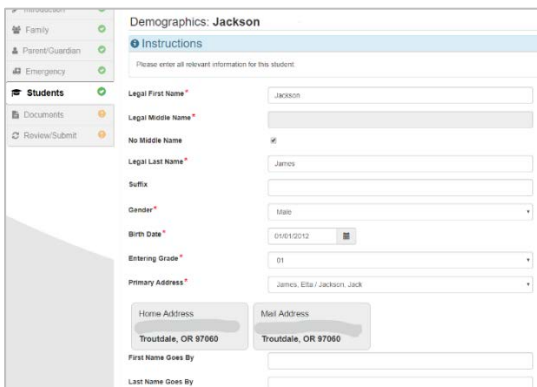 Introduction
Family
Parent/Guardian
Emergency
Students
Documents
Review/Submit
Demographics: Jackson
Instructions
Please enter all relevant information for this student
Legal First Name* Jackson
Legal Middle Name*
No Middle Name
Legal Last Name* James
Suffix
Gender* Male
Birth Date* 01/01/2012
Entering Grade* 01
Primary Address* James, Etta / Jackson, Jack
Home Address
Troutdale, OR 97060
Mail Address
Troutdale, OR 97060
First Name Goes By
Last Name Goes By